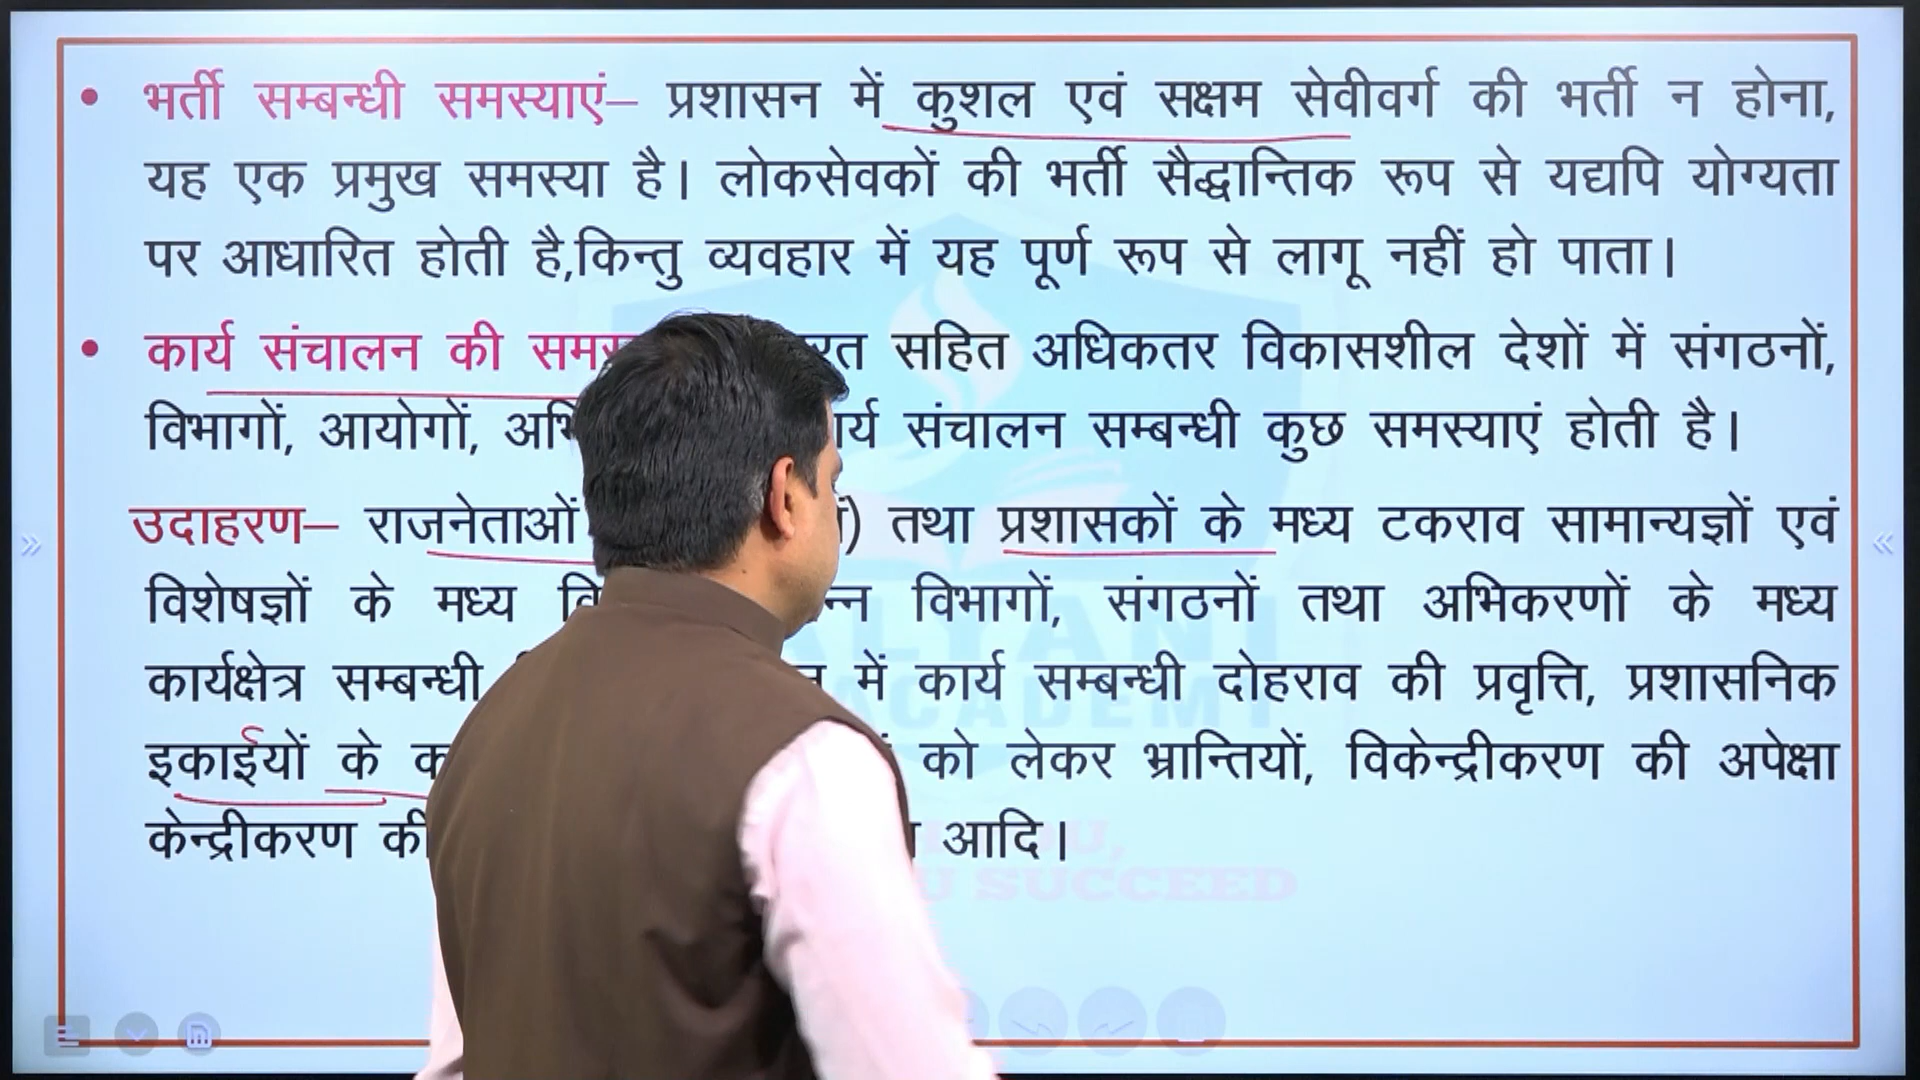 • भर्ती सम्बन्धी समस्याएं– प्रशासन में कुशल एवं सक्षम सेवीवर्ग की भर्ती न होना,
यह एक प्रमुख समस्या है। लोकसेवकों की भर्ती सैद्धान्तिक रूप से यद्यपि योग्यता
पर आधारित होती है,किन्तु व्यवहार में यह पूर्ण रूप से लागू नहीं हो पाता।
• कार्य संचालन की सहित अधिकतर विकासशील देशों में संगठनों,
विभागों, आयोगों, संचालन सम्बन्धी कुछ समस्याएं होती है।
उदाहरण– राजनेताओं तथा प्रशासकों के मध्य टकराव सामान्यज्ञों एवं
विशेषज्ञों के मध्य विभागों, संगठनों तथा अभिकरणों के मध्य
कार्यक्षेत्र सम्बन्धी में कार्य सम्बन्धी दोहराव की प्रवृत्ति, प्रशासनिक
इकाईयों के को लेकर भ्रान्तियों, विकेन्द्रीकरण की अपेक्षा
केन्द्रीकरण की आदि।
ACADEMY
SUCCEED